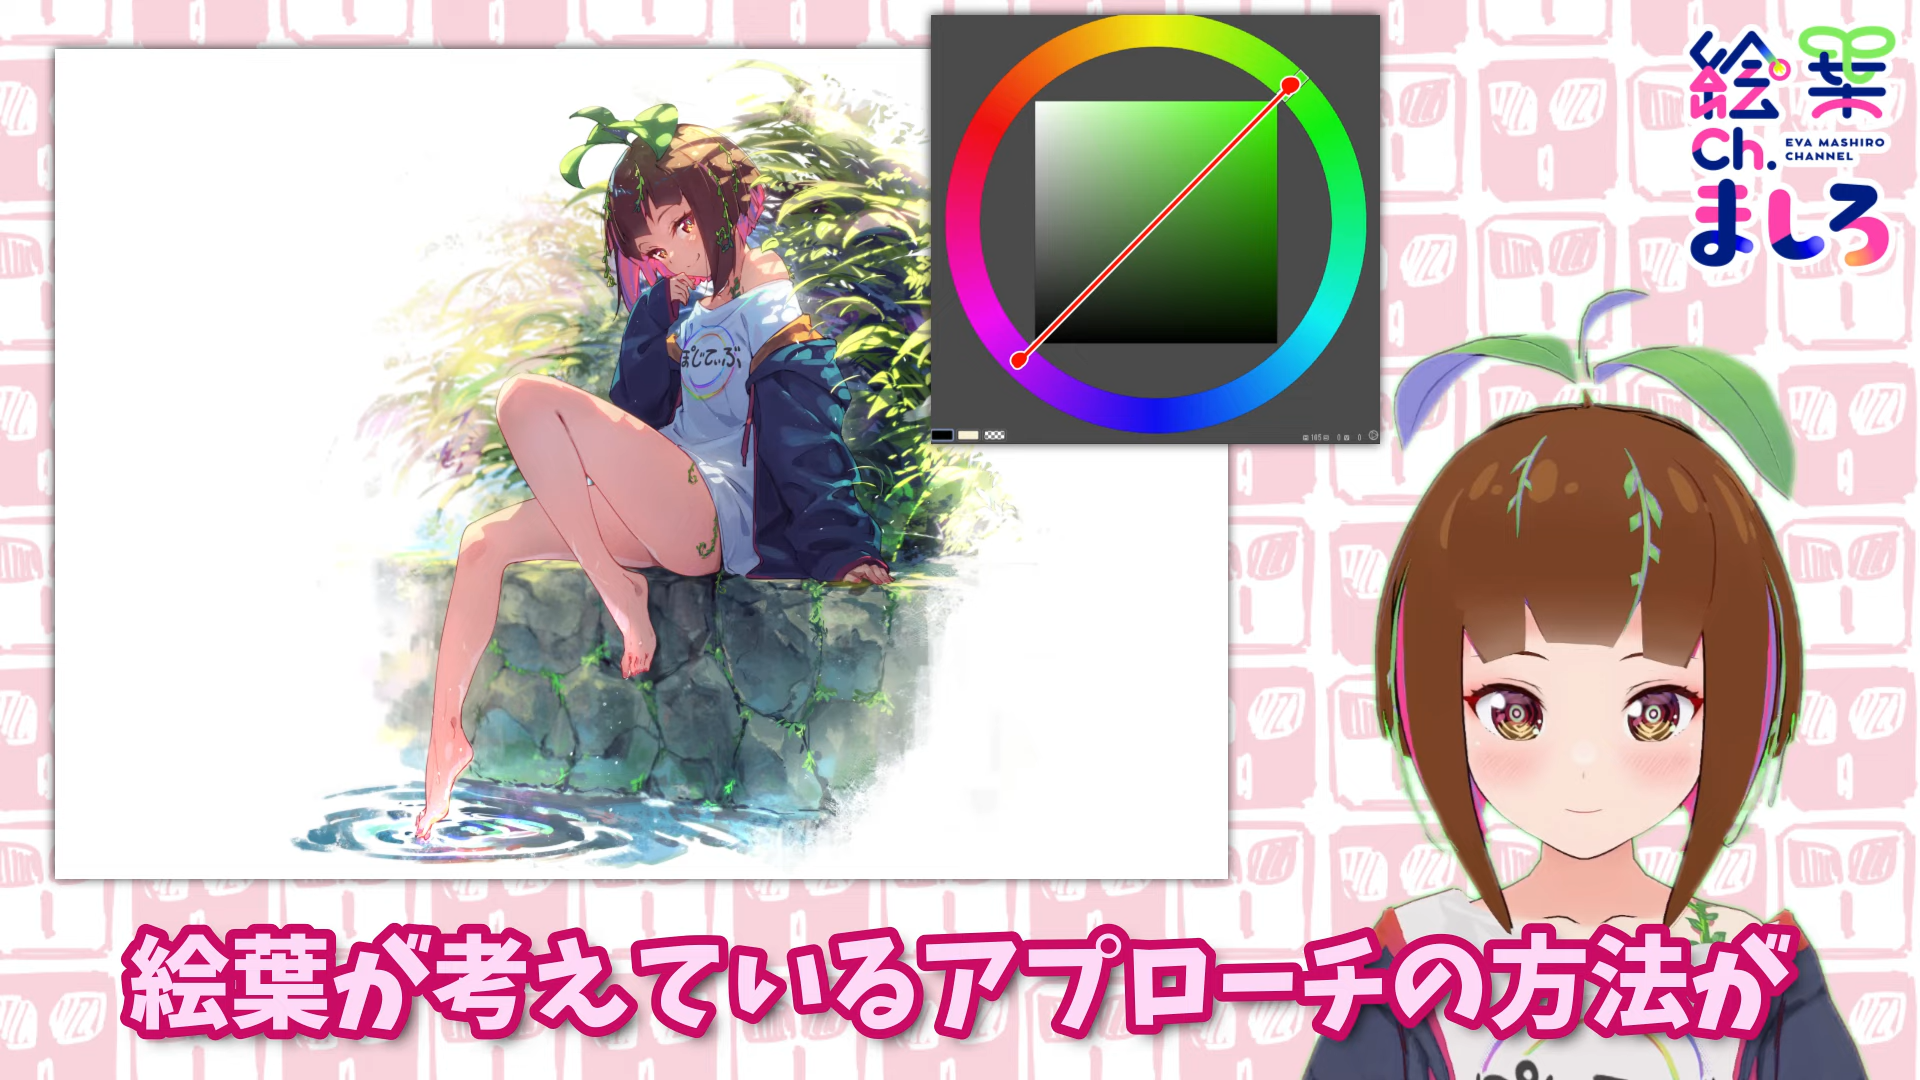 絵葉
Ch.
EVA MASHIRO
CHANNEL
ましろ
ぽじてぃぶ
絵葉が考えているアプローチの方法が